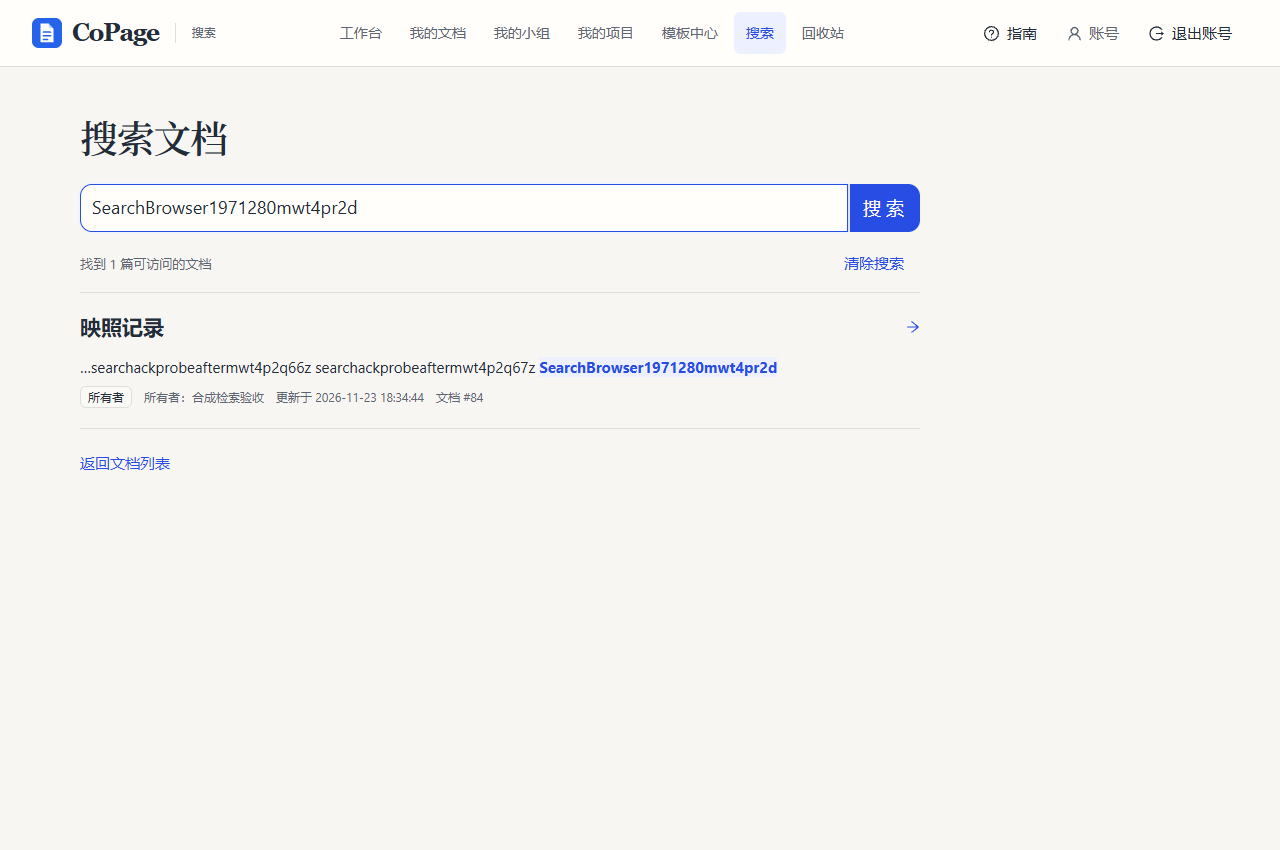 CoPage 搜索 工作台 我的文档 我的小组 我的项目 模板中心 搜索 回收站 指南 账号 退出账号
搜索文档
SearchBrowser1971280mwt4pr2d 搜 索
找到 1 篇可访问的文档 清除搜索
映照记录
...searchackprobeaftermwt4p2q66z searchackprobeaftermwt4p2q67z SearchBrowser1971280mwt4pr2d
所有者 所有者：合成检索验收 更新于 2026-11-23 18:34:44 文档 #84
返回文档列表